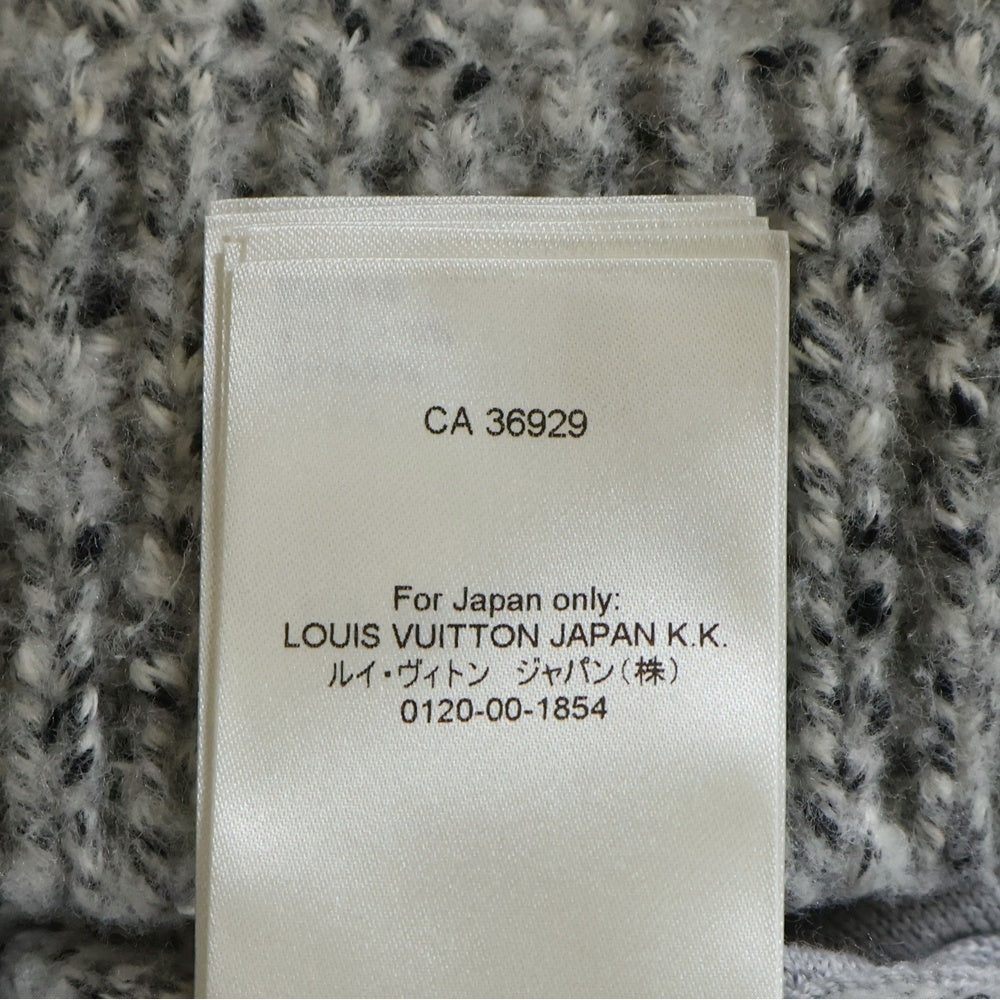 CA 36929
For Japan only:
LOUIS VUITTON JAPAN K.K.
ルイ・ヴィトン　ジャパン(株)
0120-00-1854